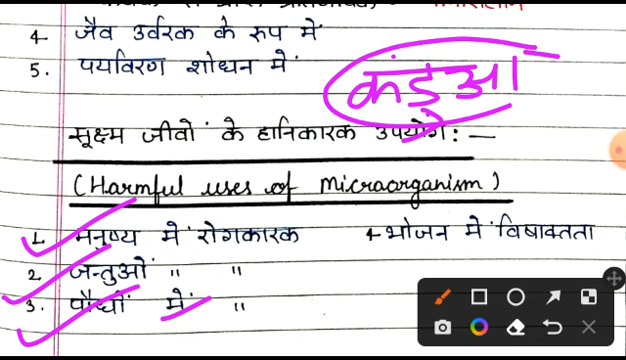 4. जैव उर्वरक के रूप में
5. पर्यावरण शोधन में
कंडुआ
सूक्ष्म जीवों के हानिकारक उपयोग : —
(Harmful uses of Microorganism)
1. मनुष्य में रोगकारक 4 भोजन में विषाक्तता
2. जन्तुओं " "
3. पौधों में "